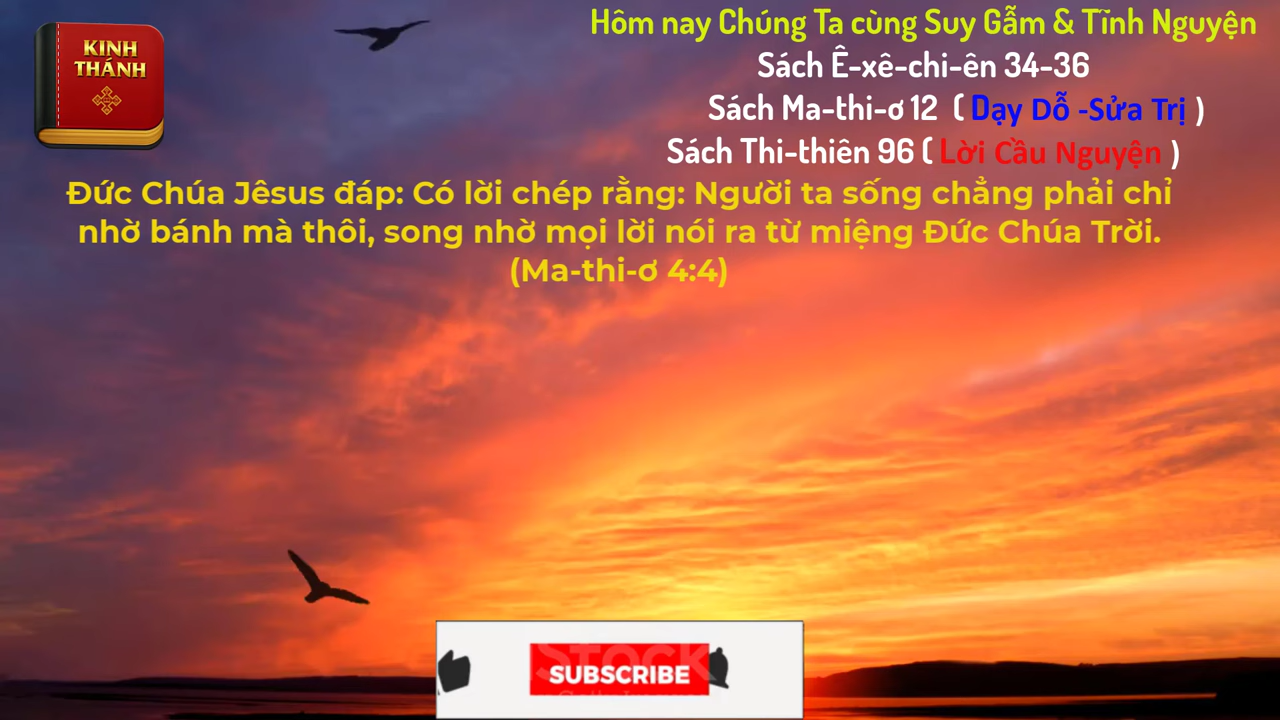 KINH
THÁNH
Hôm nay Chúng Ta cùng Suy Gẫm & Tĩnh Nguyện
Sách Ê-xê-chi-ên 34-36
Sách Ma-thi-ơ 12 ( Dạy Dỗ -Sửa Trị )
Sách Thi-thiên 96 ( Lời Cầu Nguyện )
Đức Chúa Jêsus đáp: Có lời chép rằng: Người ta sống chẳng phải chỉ
nhờ bánh mà thôi, song nhờ mọi lời nói ra từ miệng Đức Chúa Trời.
(Ma-thi-ơ 4:4)
SUBSCRIBE